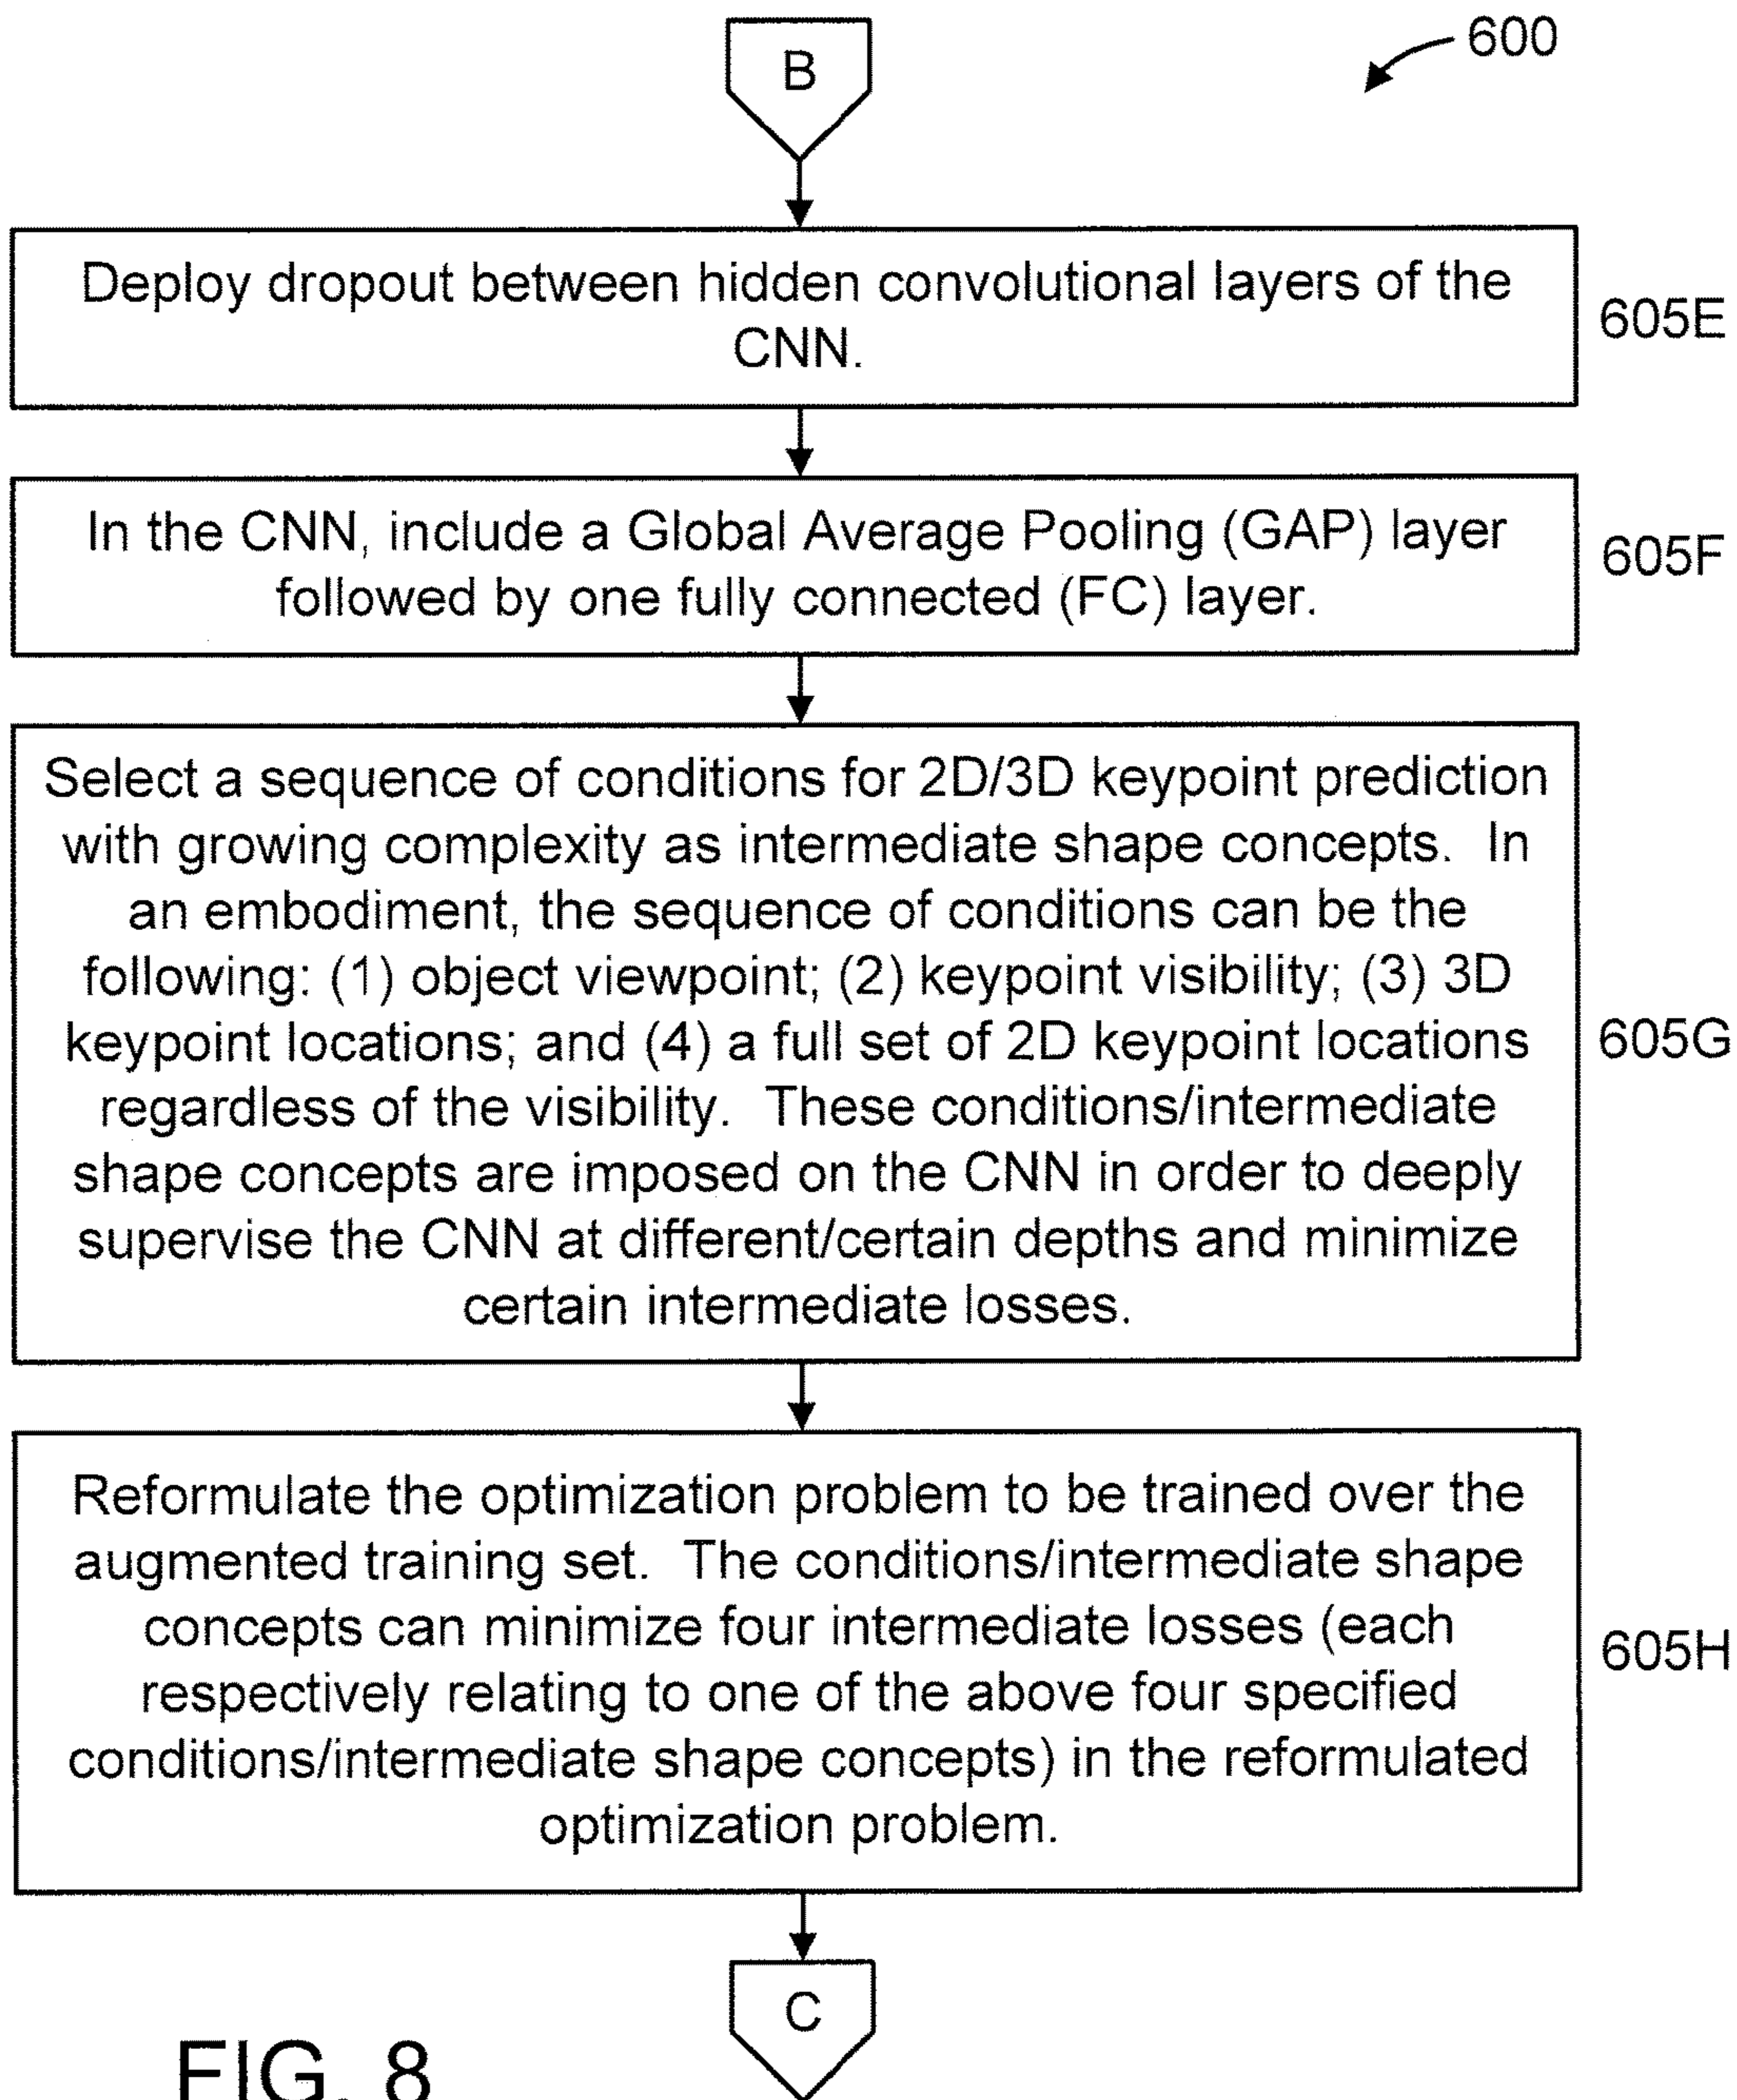 B
600
Deploy dropout between hidden convolutional layers of the
CNN.
605E
In the CNN, include a Global Average Pooling (GAP) layer
followed by one fully connected (FC) layer.
605F
Select a sequence of conditions for 2D/3D keypoint prediction
with growing complexity as intermediate shape concepts. In
an embodiment, the sequence of conditions can be the
following: (1) object viewpoint; (2) keypoint visibility; (3) 3D
keypoint locations; and (4) a full set of 2D keypoint locations
regardless of the visibility. These conditions/intermediate
shape concepts are imposed on the CNN in order to deeply
supervise the CNN at different/certain depths and minimize
certain intermediate losses.
605G
Reformulate the optimization problem to be trained over the
augmented training set. The conditions/intermediate shape
concepts can minimize four intermediate losses (each
respectively relating to one of the above four specified
conditions/intermediate shape concepts) in the reformulated
optimization problem.
605H
C
FIG. 8